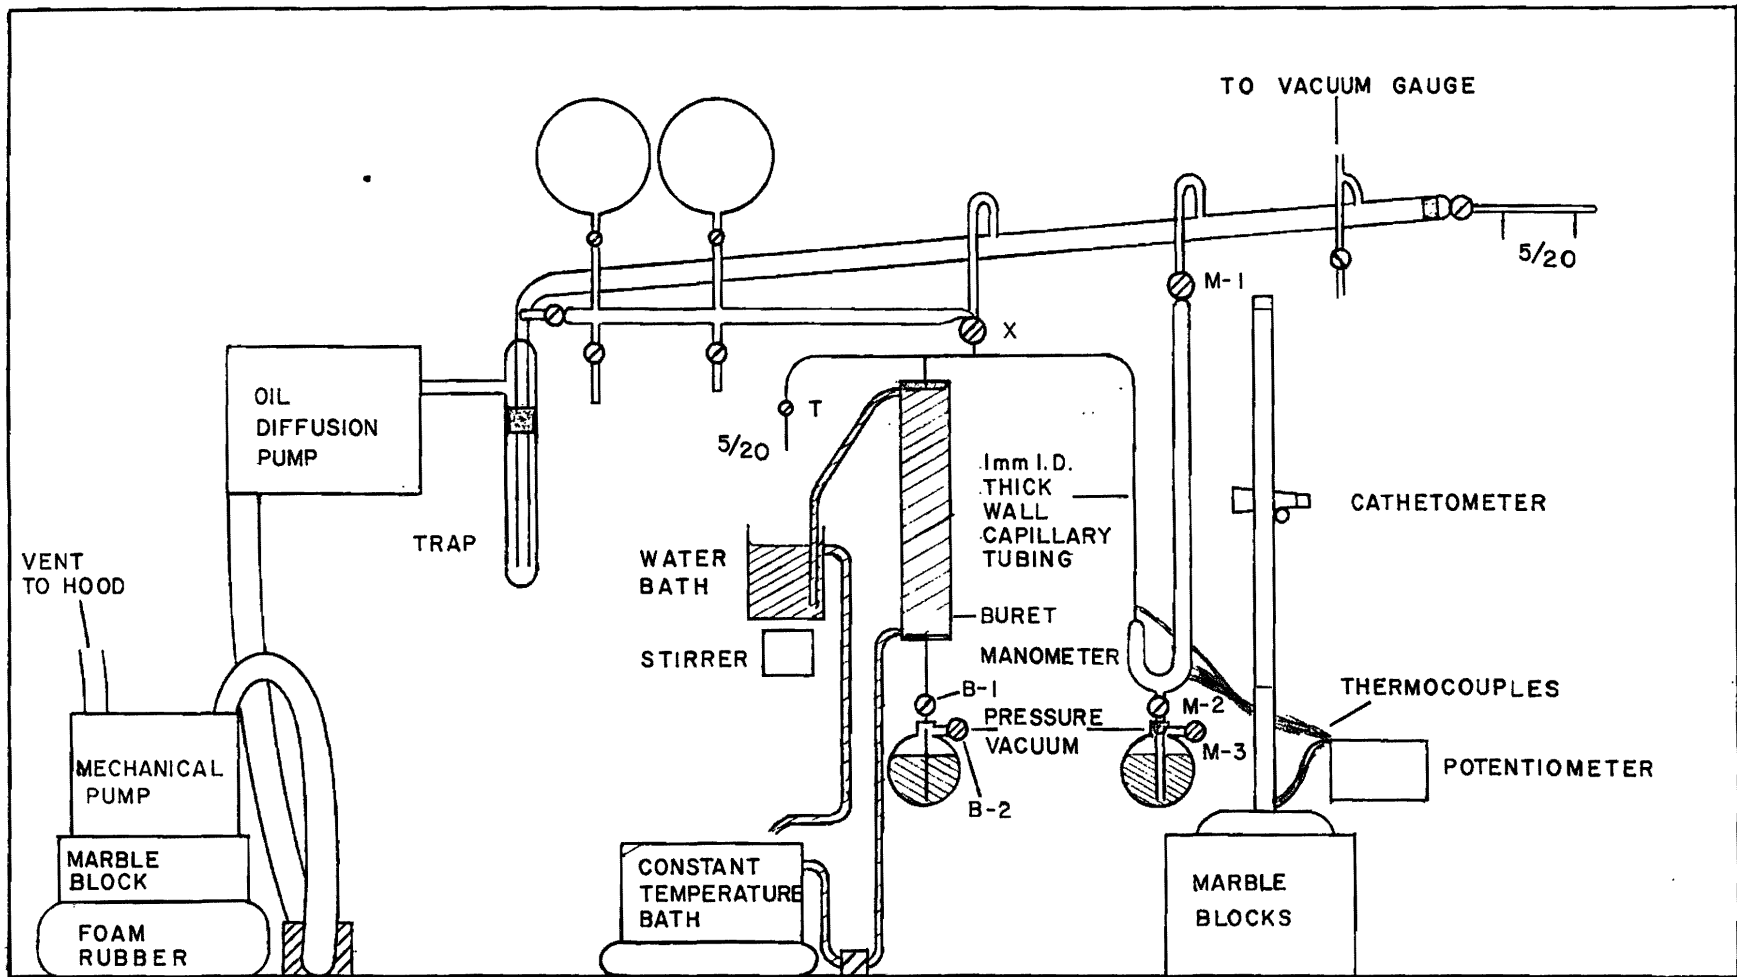 TO VACUUM GAUGE
5/20
M-1
X
OIL
DIFFUSION
PUMP
T
5/20
1mm I.D.
THICK
WALL
CAPILLARY
TUBING
CATHETOMETER
TRAP
WATER
BATH
VENT
TO HOOD
BURET
STIRRER
MANOMETER
THERMOCOUPLES
B-1
M-2
PRESSURE
VACUUM
M-3
B-2
POTENTIOMETER
MECHANICAL
PUMP
MARBLE
BLOCK
FOAM
RUBBER
CONSTANT
TEMPERATURE
BATH
MARBLE
BLOCKS